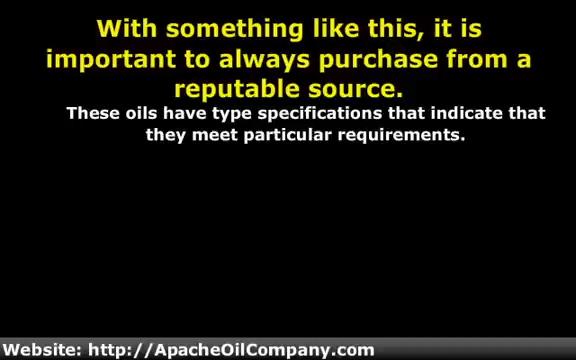 With something like this, it is
important to always purchase from a
reputable source.
These oils have type specifications that indicate that
they meet particular requirements.
Website: http://ApacheOilCompany.com